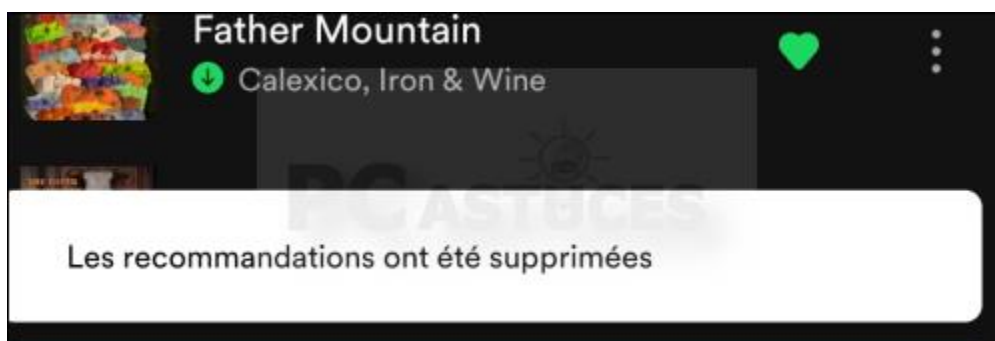 Father Mountain
Calexico, Iron & Wine
PC ASTUCES
Les recommandations ont été supprimées